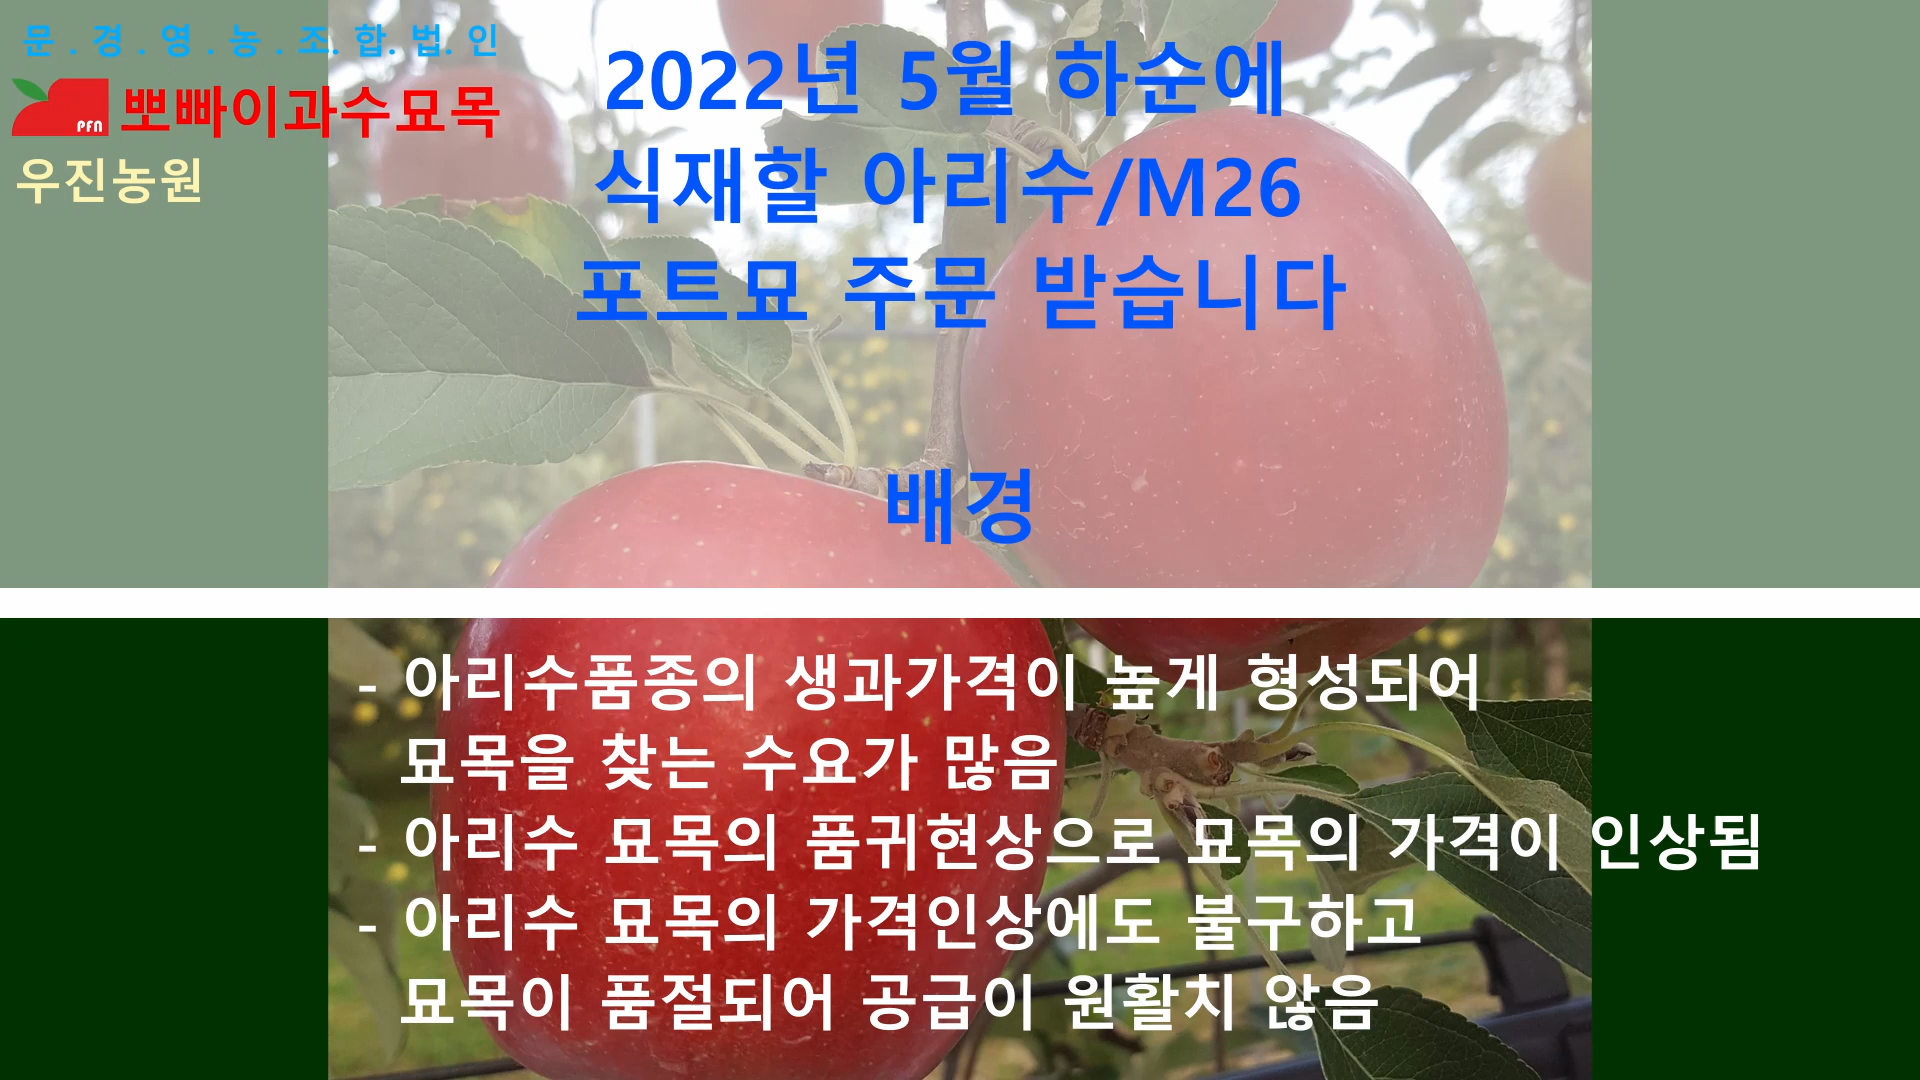 문 . 경 . 영 . 농 . 조. 합. 법. 인
PFN
뽀빠이과수묘목
우진농원
2022년 5월 하순에
식재할 아리수/M26
포트묘 주문 받습니다
배경
- 아리수품종의 생과가격이 높게 형성되어
묘목을 찾는 수요가 많음
- 아리수 묘목의 품귀현상으로 묘목의 가격이 인상됨
- 아리수 묘목의 가격인상에도 불구하고
묘목이 품절되어 공급이 원활치 않음